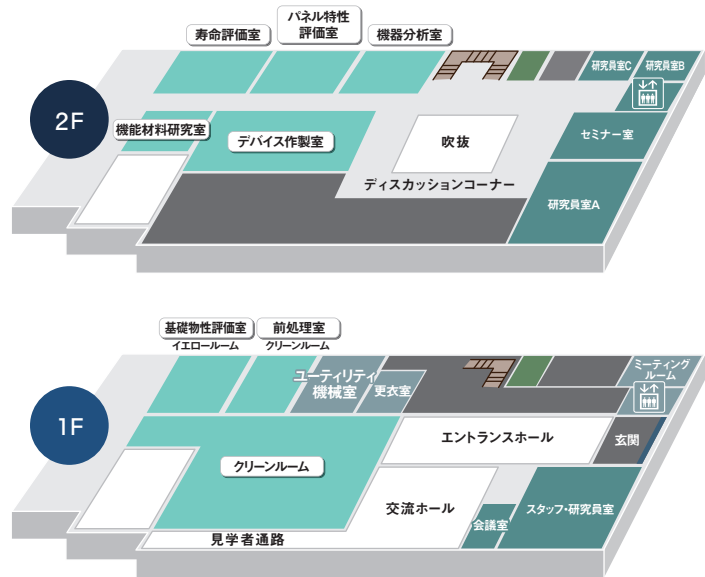 寿命評価室
パネル特性
評価室
機器分析室
研究員室C
研究員室B
2F
機能材料研究室
デバイス作製室
吹抜
セミナー室
ディスカッションコーナー
研究員室A
基礎物性評価室
イエロールーム
前処理室
クリーンルーム
ユーティリティ
機械室
更衣室
ミーティング
ルーム
1F
エントランスホール
玄関
クリーンルーム
交流ホール
スタッフ・研究員室
会議室
見学者通路